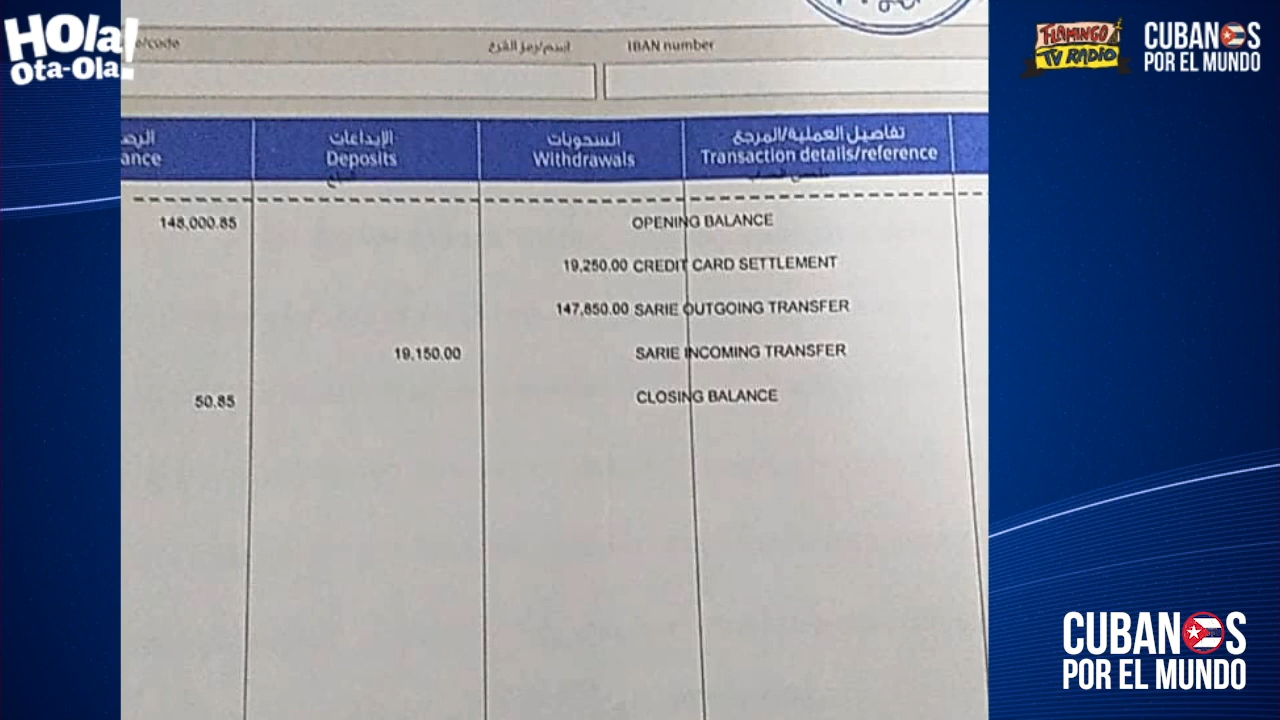 HOla!
Ota-Ola!
FLAMINGO
TV RADIO
CUBANOS
POR EL MUNDO
/code
اسم/رمز الفرع
IBAN number
الإيداعات
السحوبات
تفاصيل العملية/المرجع
ance
Deposits
Withdrawals
Transaction details/reference
148,000.85
OPENING BALANCE
19,250.00 CREDIT CARD SETTLEMENT
147,850.00 SARIE OUTGOING TRANSFER
19,150.00
SARIE INCOMING TRANSFER
50.85
CLOSING BALANCE
CUBANOS
POR EL MUNDO